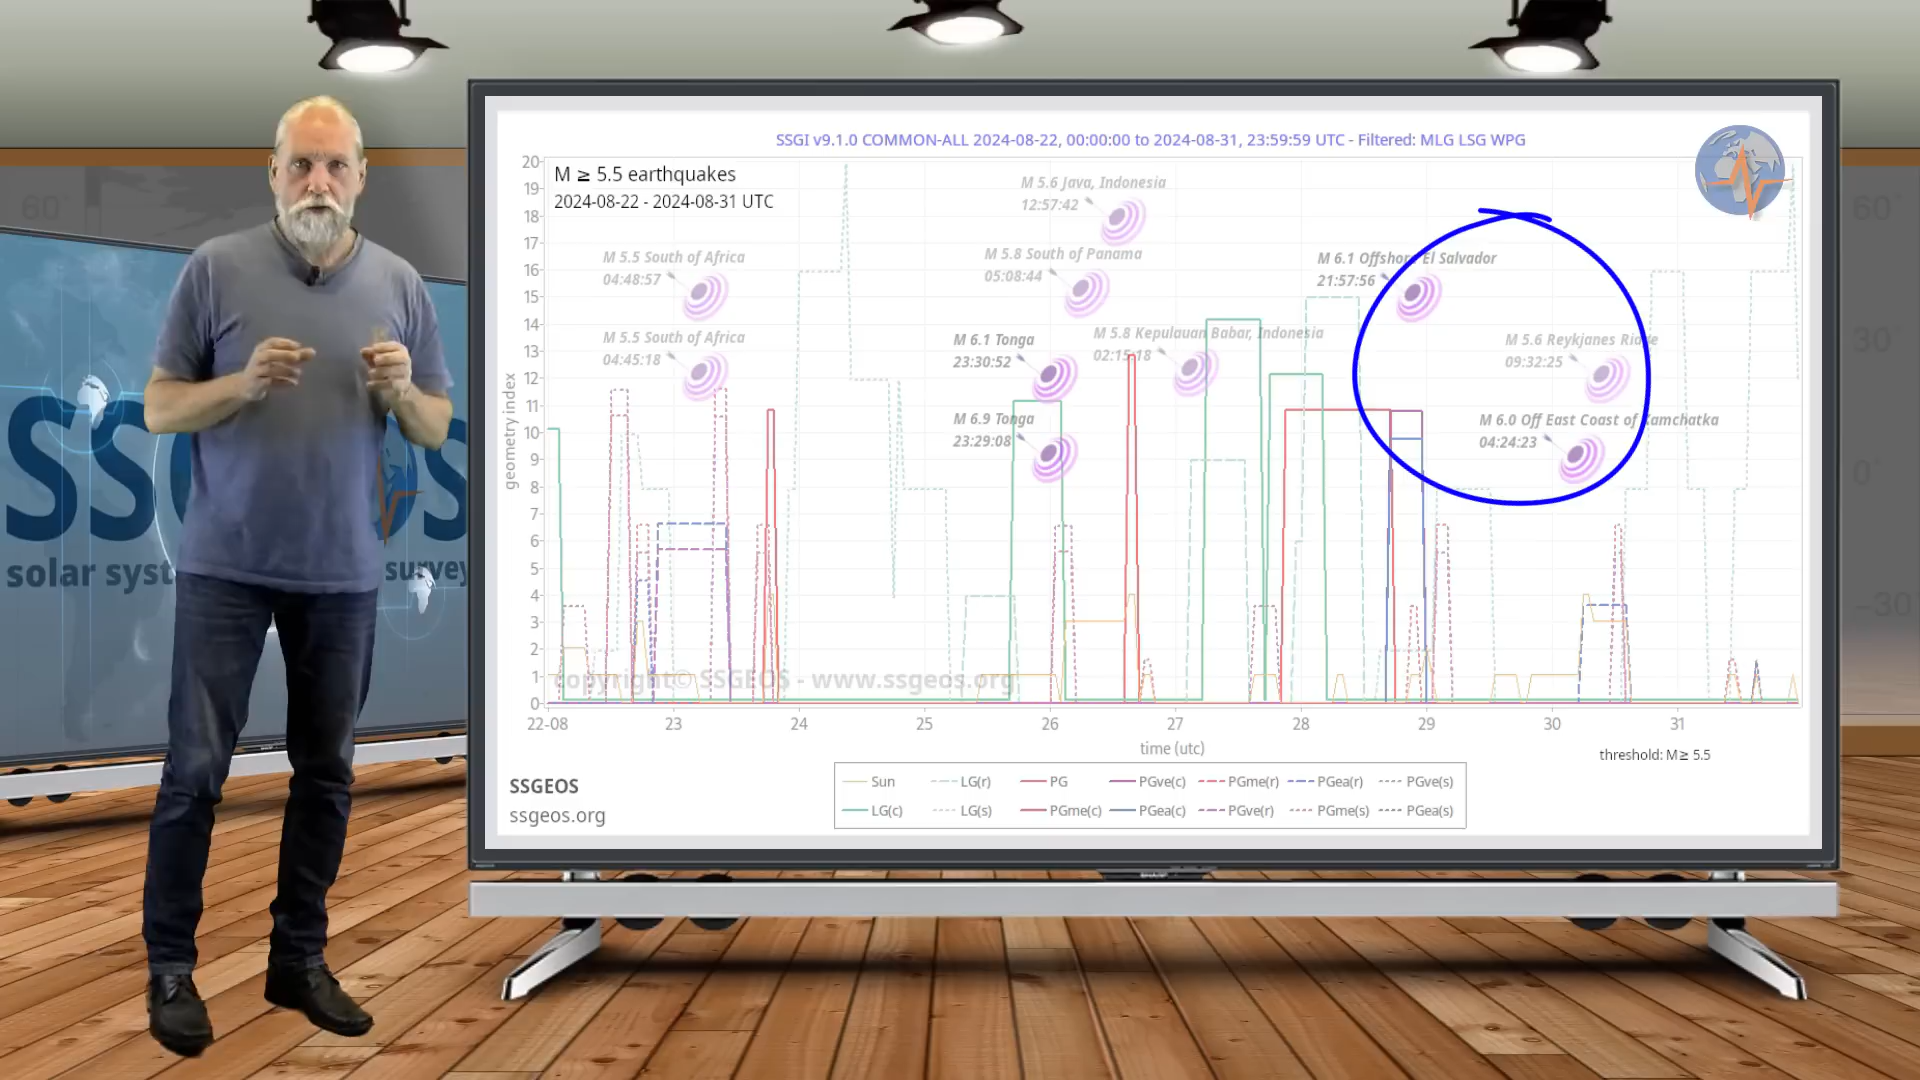 SSGI v9.1.0 COMMON-ALL 2024-08-22, 00:00:00 to 2024-08-31, 23:59:59 UTC - Filtered: MLG LSG WPG
M ≥ 5.5 earthquakes
2024-08-22 - 2024-08-31 UTC
M 5.6 Java, Indonesia
12:57:42
M 5.5 South of Africa
04:48:57
M 5.8 South of Panama
05:08:44
M 6.1 Offshore El Salvador
21:57:56
M 5.5 South of Africa
04:45:18
M 6.1 Tonga
23:30:52
M 5.8 Kepulauan Babar, Indonesia
02:15:18
M 5.6 Reykjanes Ridge
09:32:25
M 6.9 Tonga
23:29:08
M 6.0 Off East Coast of Kamchatka
04:24:23
geometry index
20
19
18
17
16
15
14
13
12
11
10
9
8
7
6
5
4
3
2
1
0
copyright© SSGEOS - www.ssgeos.org
22-08 23 24 25 26 27 28 29 30 31
time (utc)
threshold: M≥ 5.5
SSGEOS
ssgeos.org
Sun LG(r) PG PGve(c) PGme(r) PGea(r) PGve(s)
LG(c) LG(s) PGme(c) PGea(c) PGve(r) PGme(s) PGea(s)
60°
60°
30°
0°
-30°
solar syst
survey